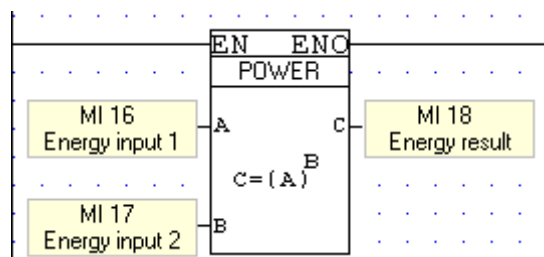 EN ENO
POWER
MI 16
Energy input 1
A
C
MI 18
Energy result
C=(A)^B
MI 17
Energy input 2
B